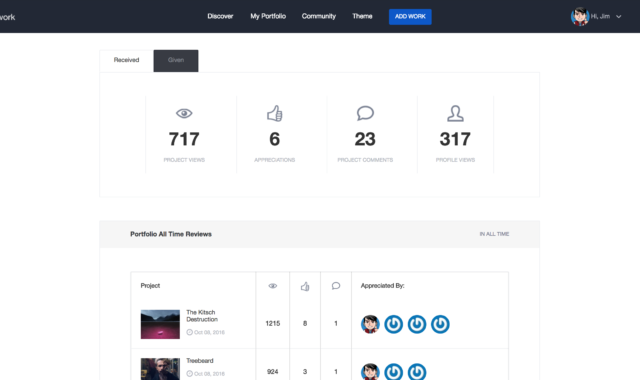 work
Discover
My Portfolio
Community
Theme
ADD WORK
Hi, Jim
Received
Given
717
6
23
317
PROJECT VIEWS
APPRECIATIONS
PROJECT COMMENTS
PROFILE VIEWS
Portfolio All Time Reviews
IN ALL TIME
Project
Appreciated By:
The Kitsch
Destruction
Oct 03, 2016
1215
8
1
Treebeard
Oct 03, 2016
924
3
1